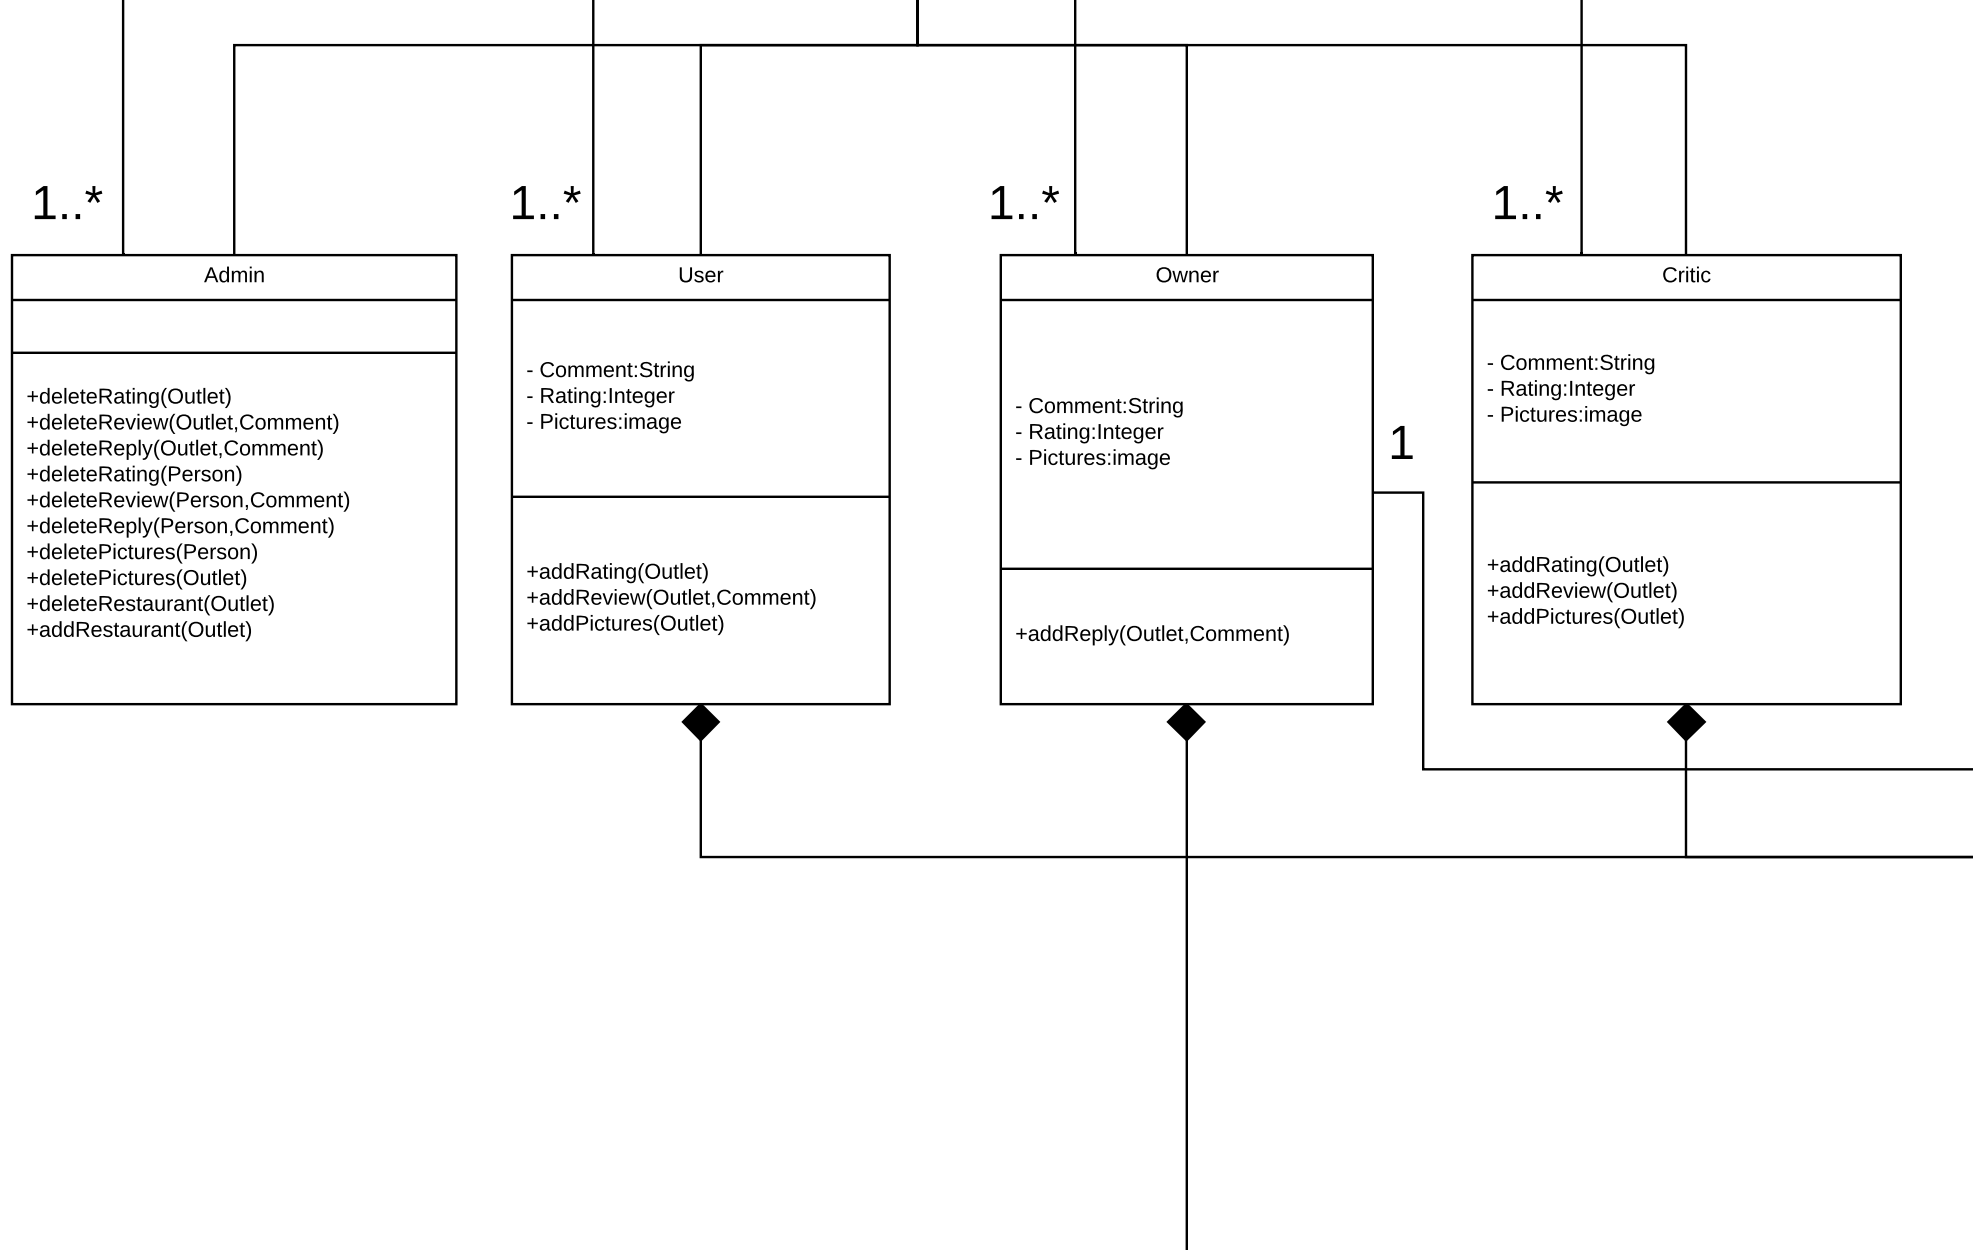 1..*
1..*
1..*
1..*
Admin
+deleteRating(Outlet)
+deleteReview(Outlet,Comment)
+deleteReply(Outlet,Comment)
+deleteRating(Person)
+deleteReview(Person,Comment)
+deleteReply(Person,Comment)
+deletePictures(Person)
+deletePictures(Outlet)
+deleteRestaurant(Outlet)
+addRestaurant(Outlet)
User
- Comment:String
- Rating:Integer
- Pictures:image
+addRating(Outlet)
+addReview(Outlet,Comment)
+addPictures(Outlet)
Owner
- Comment:String
- Rating:Integer
- Pictures:image
+addReply(Outlet,Comment)
1
Critic
- Comment:String
- Rating:Integer
- Pictures:image
+addRating(Outlet)
+addReview(Outlet)
+addPictures(Outlet)